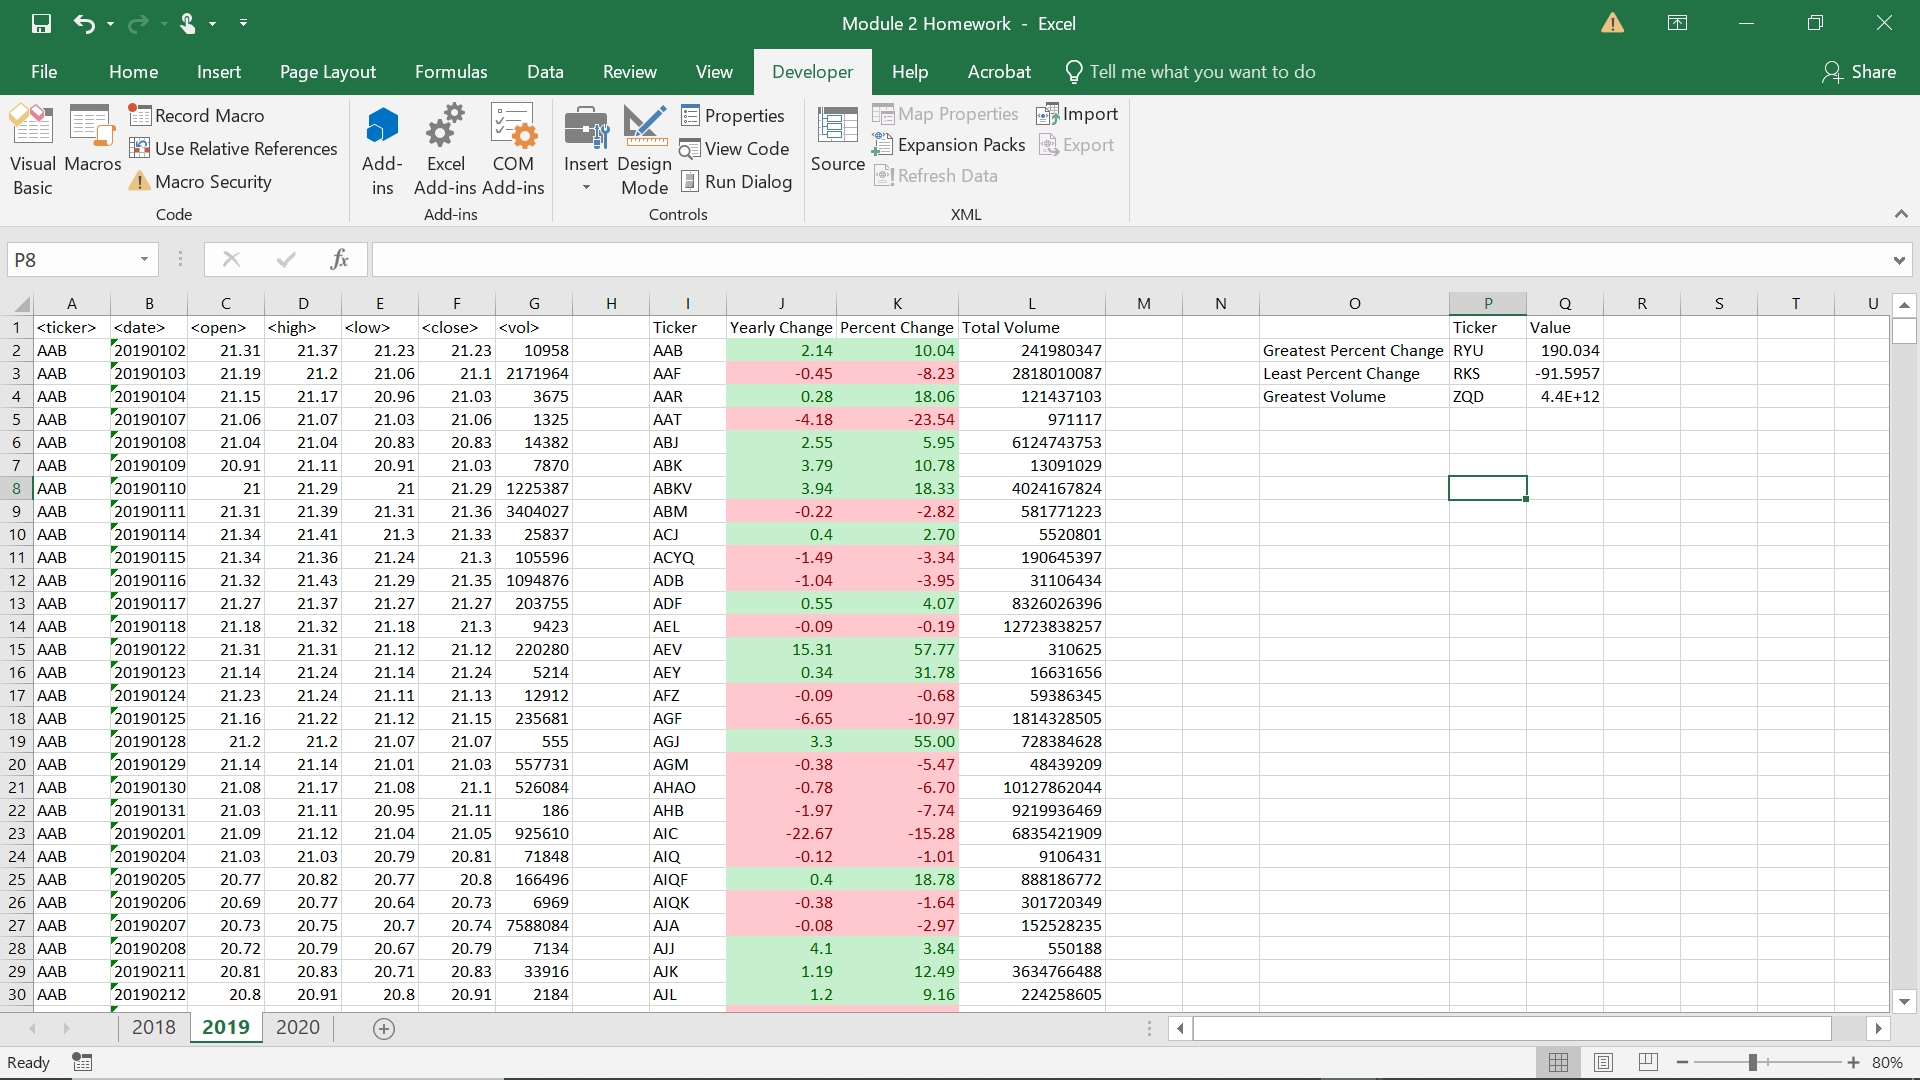 Module 2 Homework - Excel
File Home Insert Page Layout Formulas Data Review View Developer Help Acrobat Tell me what you want to do Share
Visual Basic
Macros
Record Macro
Use Relative References
Macro Security
Code
Add-ins
Excel Add-ins
COM Add-ins
Add-ins
Insert
Design Mode
Properties
View Code
Run Dialog
Controls
Source
Map Properties
Expansion Packs
Refresh Data
Import
Export
XML
P8 fx
A B C D E F G H I J K L M N O P Q R S T U
1 <ticker> <date> <open> <high> <low> <close> <vol> Ticker Yearly Change Percent Change Total Volume Ticker Value
2 AAB 20190102 21.31 21.37 21.23 21.23 10958 AAB 2.14 10.04 241980347 Greatest Percent Change RYU 190.034
3 AAB 20190103 21.19 21.2 21.06 21.1 2171964 AAF -0.45 -8.23 2818010087 Least Percent Change RKS -91.5957
4 AAB 20190104 21.15 21.17 20.96 21.03 3675 AAR 0.28 18.06 121437103 Greatest Volume ZQD 4.4E+12
5 AAB 20190107 21.06 21.07 21.03 21.06 1325 AAT -4.18 -23.54 971117
6 AAB 20190108 21.04 21.04 20.83 20.83 14382 ABJ 2.55 5.95 6124743753
7 AAB 20190109 20.91 21.11 20.91 21.03 7870 ABK 3.79 10.78 13091029
8 AAB 20190110 21 21.29 21 21.29 1225387 ABKV 3.94 18.33 4024167824
9 AAB 20190111 21.31 21.39 21.31 21.36 3404027 ABM -0.22 -2.82 581771223
10 AAB 20190114 21.34 21.41 21.3 21.33 25837 ACJ 0.4 2.70 5520801
11 AAB 20190115 21.34 21.36 21.24 21.3 105596 ACYQ -1.49 -3.34 190645397
12 AAB 20190116 21.32 21.43 21.29 21.35 1094876 ADB -1.04 -3.95 31106434
13 AAB 20190117 21.27 21.37 21.27 21.27 203755 ADF 0.55 4.07 8326026396
14 AAB 20190118 21.18 21.32 21.18 21.3 9423 AEL -0.09 -0.19 12723838257
15 AAB 20190122 21.31 21.31 21.12 21.12 220280 AEV 15.31 57.77 310625
16 AAB 20190123 21.14 21.24 21.14 21.24 5214 AEY 0.34 31.78 16631656
17 AAB 20190124 21.23 21.24 21.11 21.13 12912 AFZ -0.09 -0.68 59386345
18 AAB 20190125 21.16 21.22 21.12 21.15 235681 AGF -6.65 -10.97 1814328505
19 AAB 20190128 21.2 21.2 21.07 21.07 555 AGJ 3.3 55.00 728384628
20 AAB 20190129 21.14 21.14 21.01 21.03 557731 AGM -0.38 -5.47 48439209
21 AAB 20190130 21.08 21.17 21.08 21.1 526084 AHAO -0.78 -6.70 10127862044
22 AAB 20190131 21.03 21.11 20.95 21.11 186 AHB -1.97 -7.74 9219936469
23 AAB 20190201 21.09 21.12 21.04 21.05 925610 AIC -22.67 -15.28 6835421909
24 AAB 20190204 21.03 21.03 20.79 20.81 71848 AIQ -0.12 -1.01 9106431
25 AAB 20190205 20.77 20.82 20.77 20.8 166496 AIQF 0.4 18.78 888186772
26 AAB 20190206 20.69 20.77 20.64 20.73 6969 AIQK -0.38 -1.64 301720349
27 AAB 20190207 20.73 20.75 20.7 20.74 7588084 AJA -0.08 -2.97 152528235
28 AAB 20190208 20.72 20.79 20.67 20.79 7134 AJJ 4.1 3.84 550188
29 AAB 20190211 20.81 20.83 20.71 20.83 33916 AJK 1.19 12.49 3634766488
30 AAB 20190212 20.8 20.91 20.8 20.91 2184 AJL 1.2 9.16 224258605
2018 2019 2020
Ready 80%